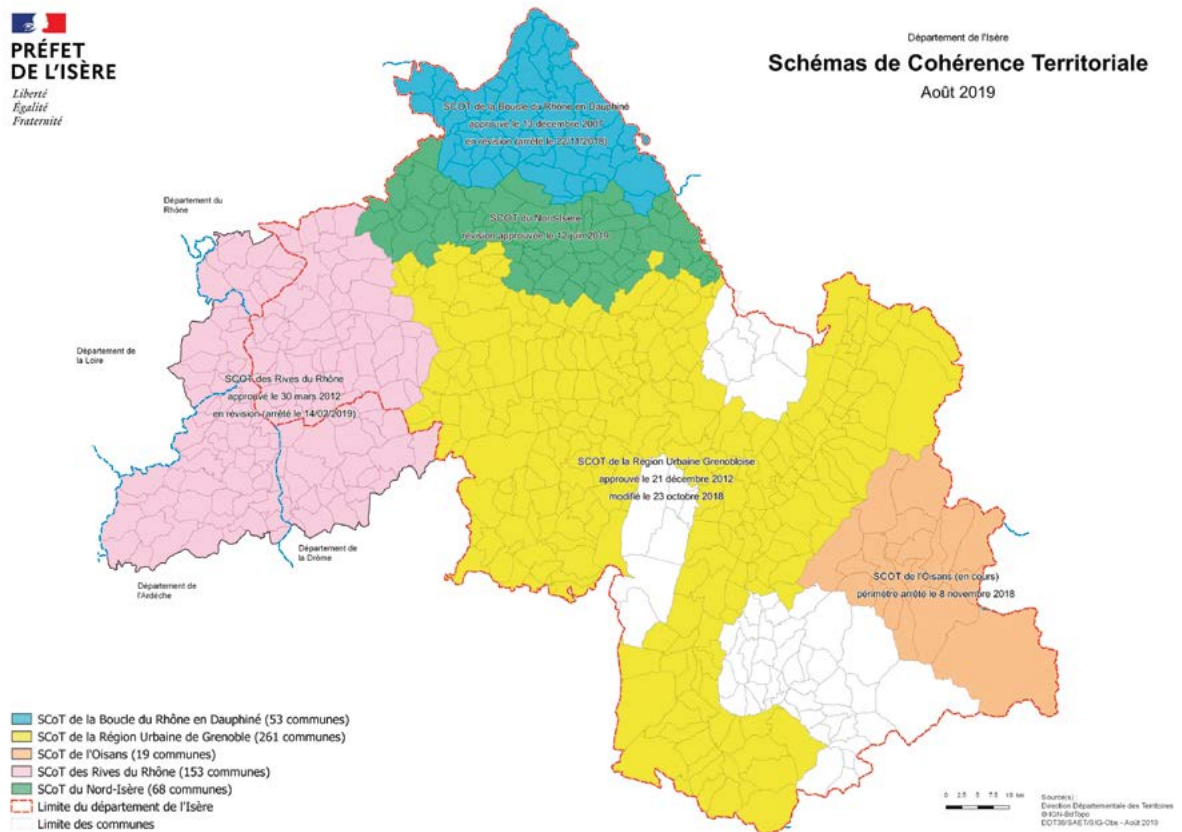 PRÉFET
DE L'ISÈRE
Liberté
Égalité
Fraternité
Département de l'Isère
Schémas de Cohérence Territoriale
Août 2019
SCOT de la Boucle du Rhône en Dauphiné
approuvé le 13 décembre 2007
en révision (arrêté le 22/11/2018)
Département du
Rhône
SCOT du Nord-Isère
révision approuvée le 12 juin 2019
Département de
la Loire
SCOT des Rives du Rhône
approuvé le 30 mars 2012
en révision (arrêté le 14/02/2019)
SCOT de la Région Urbaine Grenobloise
approuvé le 21 décembre 2012
modifié le 23 octobre 2018
Département de
la Drôme
Département de
l'Ardèche
SCOT de l'Oisans (en cours)
périmètre arrêté le 8 novembre 2018
SCoT de la Boucle du Rhône en Dauphiné (53 communes)
SCoT de la Région Urbaine de Grenoble (261 communes)
SCoT de l'Oisans (19 communes)
SCoT des Rives du Rhône (153 communes)
SCoT du Nord-Isère (68 communes)
Limite du département de l'Isère
Limite des communes
0 2.5 5 7.5 10 km
Source(s) :
Direction Départementale des Territoires
©IGN-BdTopo
DDT38/SAET/SIG-Obs - Août 2019